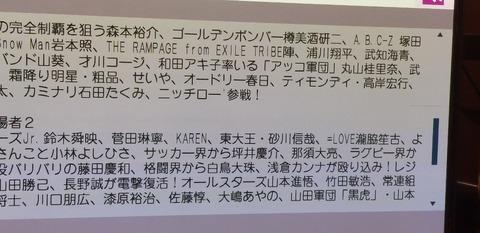 の完全制覇を狙う森本裕介、ゴールデンボンバー樽美酒研二、A.B.C-Z 塚田
Snow Man岩本照、THE RAMPAGE from EXILE TRIBE陣、浦川翔平、武知海青、
バンド山葵、才川コージ、和田アキ子率いる「アッコ軍団」丸山桂里奈、武
霜降り明星・粗品、せいや、オードリー春日、ティモンディ・高岸宏行、
太、カミナリ石田たくみ、ニッチロー'参戦！
場者２
ーズJr. 鈴木舜映、菅田琳寧、KAREN、東大王・砂川信哉、=LOVE瀧脇笙古、よ
さんこと小林よしひさ、サッカー界から坪井慶介、那須大亮、ラグビー界か
役バリバリの藤田慶和、格闘界から白鳥大珠、浅倉カンナが殴り込み！レジ
山田勝己、長野誠が電撃復活！オールスターズ山本進悟、竹田敏浩、常連組
将士、川口朋広、漆原裕治、佐藤惇、大嶋あやの、山田軍団「黒虎」・山本